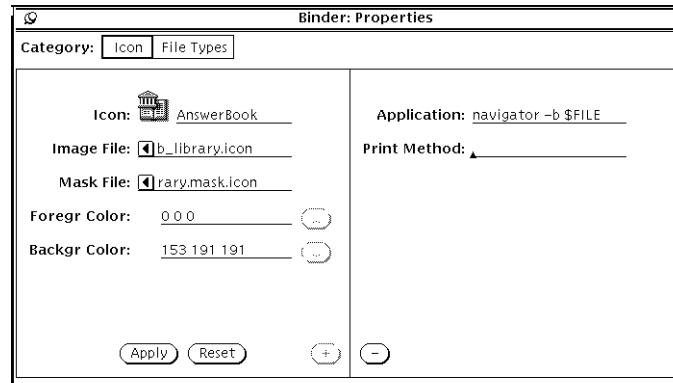 Binder: Properties
Category: Icon File Types
Icon: AnswerBook
Application: navigator -b $FILE
Image File: b_library.icon
Print Method:
Mask File: rary.mask.icon
Foregr Color: 0 0 0 ...
Backgr Color: 153 191 191 ...
Apply Reset + -